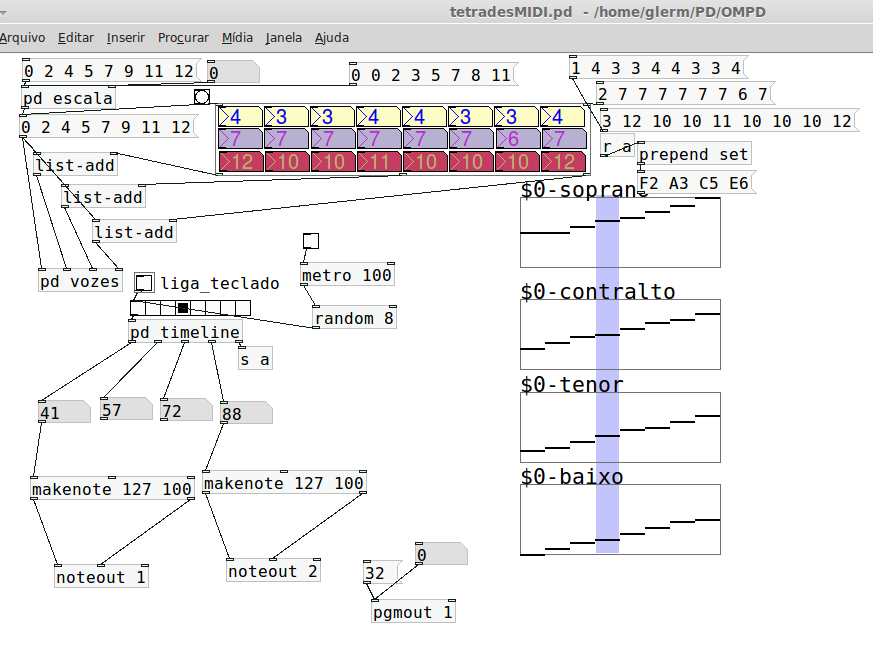 tetradesMIDI.pd - /home/glerm/PD/OMPD
Arquivo Editar Inserir Procurar Mídia Janela Ajuda
0 2 4 5 7 9 11 12
0
0 0 2 3 5 7 8 11
1 4 3 3 4 4 3 3 4
pd escala
2 7 7 7 7 7 7 6 7
4 3 3 4 4 3 3 4
0 2 4 5 7 9 11 12
3 12 10 10 11 10 10 10 12
7 7 7 7 7 7 6 7
r a
prepend set
12 10 10 11 10 10 10 12
list-add
F2 A3 C5 E6
$0-sopran
list-add
list-add
pd vozes
liga_teclado
metro 100
$0-contralto
random 8
pd timeline
s a
$0-tenor
41
57
72
88
$0-baixo
makenote 127 100
makenote 127 100
0
noteout 1
noteout 2
32
pgmout 1